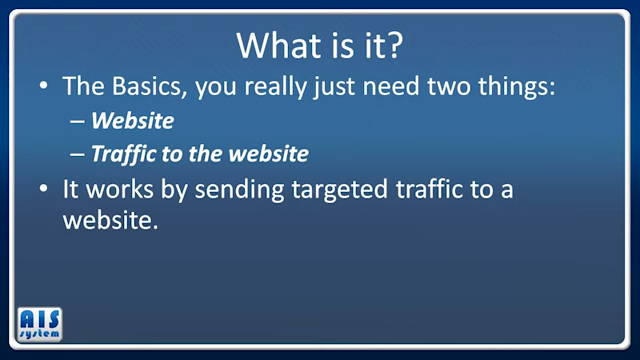 What is it?
• The Basics, you really just need two things:
– Website
– Traffic to the website
• It works by sending targeted traffic to a
website.
AIS
system